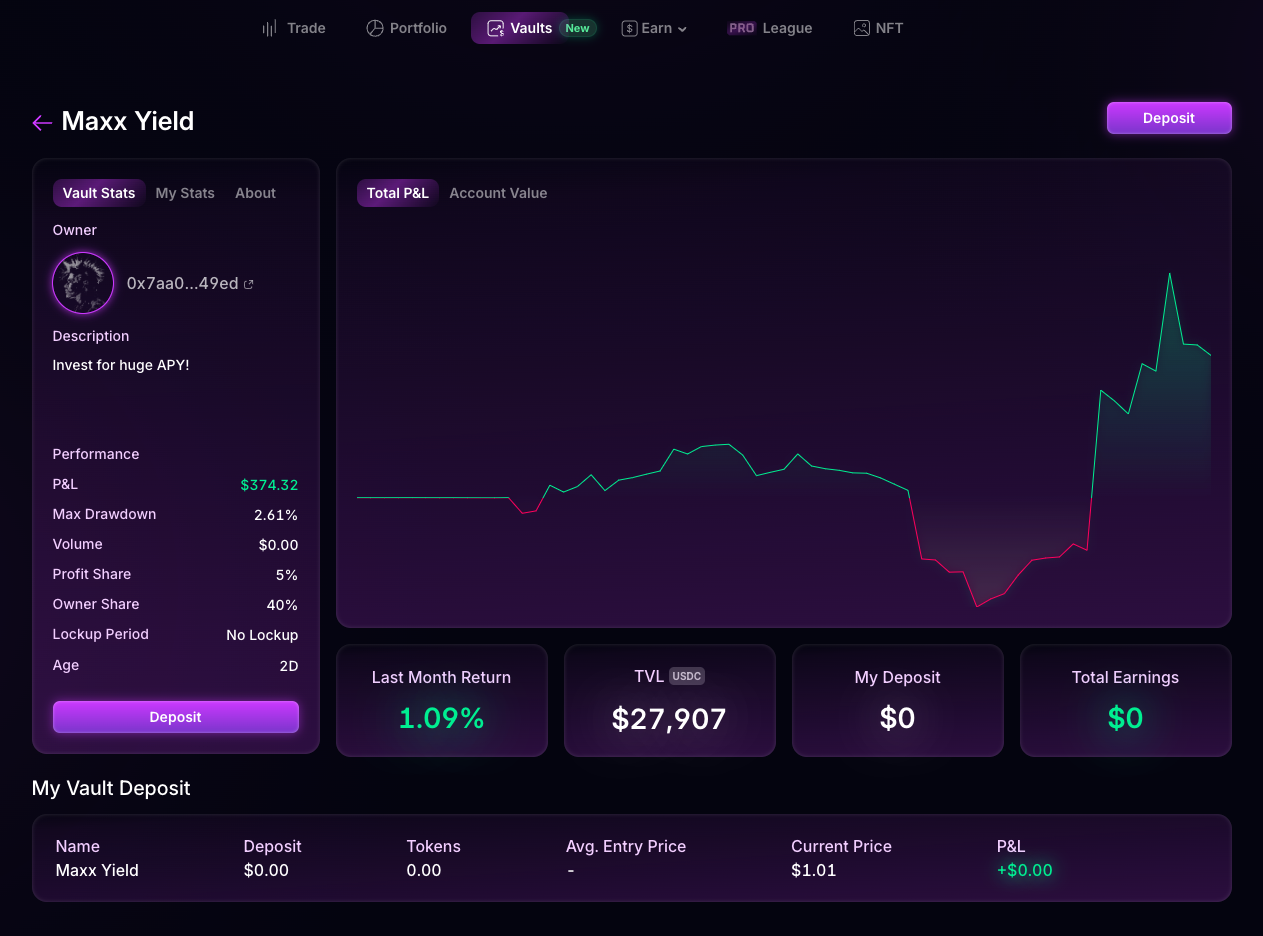 Trade Portfolio Vaults New Earn PRO League NFT
Maxx Yield
Deposit
Vault Stats My Stats About
Owner
0x7aa0...49ed
Description
Invest for huge APY!
Performance
P&L $374.32
Max Drawdown 2.61%
Volume $0.00
Profit Share 5%
Owner Share 40%
Lockup Period No Lockup
Age 2D
Deposit
Total P&L Account Value
Last Month Return
1.09%
TVL USDC
$27,907
My Deposit
$0
Total Earnings
$0
My Vault Deposit
Name Deposit Tokens Avg. Entry Price Current Price P&L
Maxx Yield $0.00 0.00 - $1.01 +$0.00